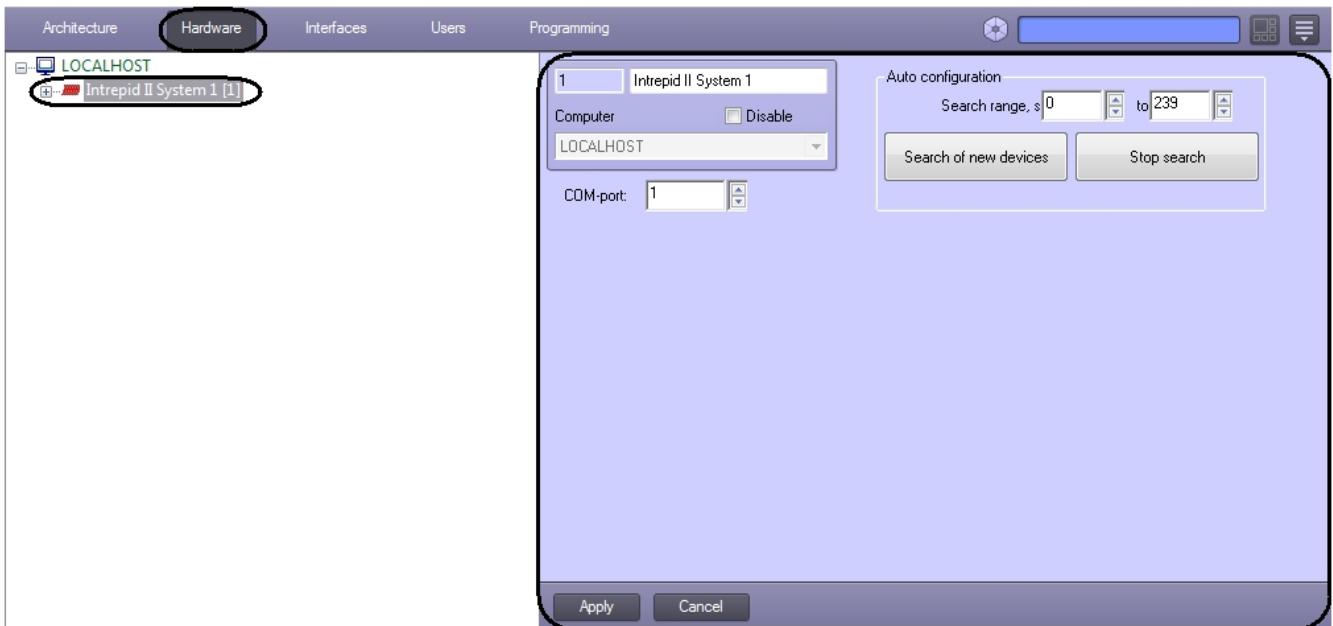 Architecture Hardware Interfaces Users Programming
LOCALHOST
Intrepid II System 1 [1]
1 Intrepid II System 1
Computer Disable
LOCALHOST
COM-port: 1
Auto configuration
Search range, s 0 to 239
Search of new devices Stop search
Apply Cancel